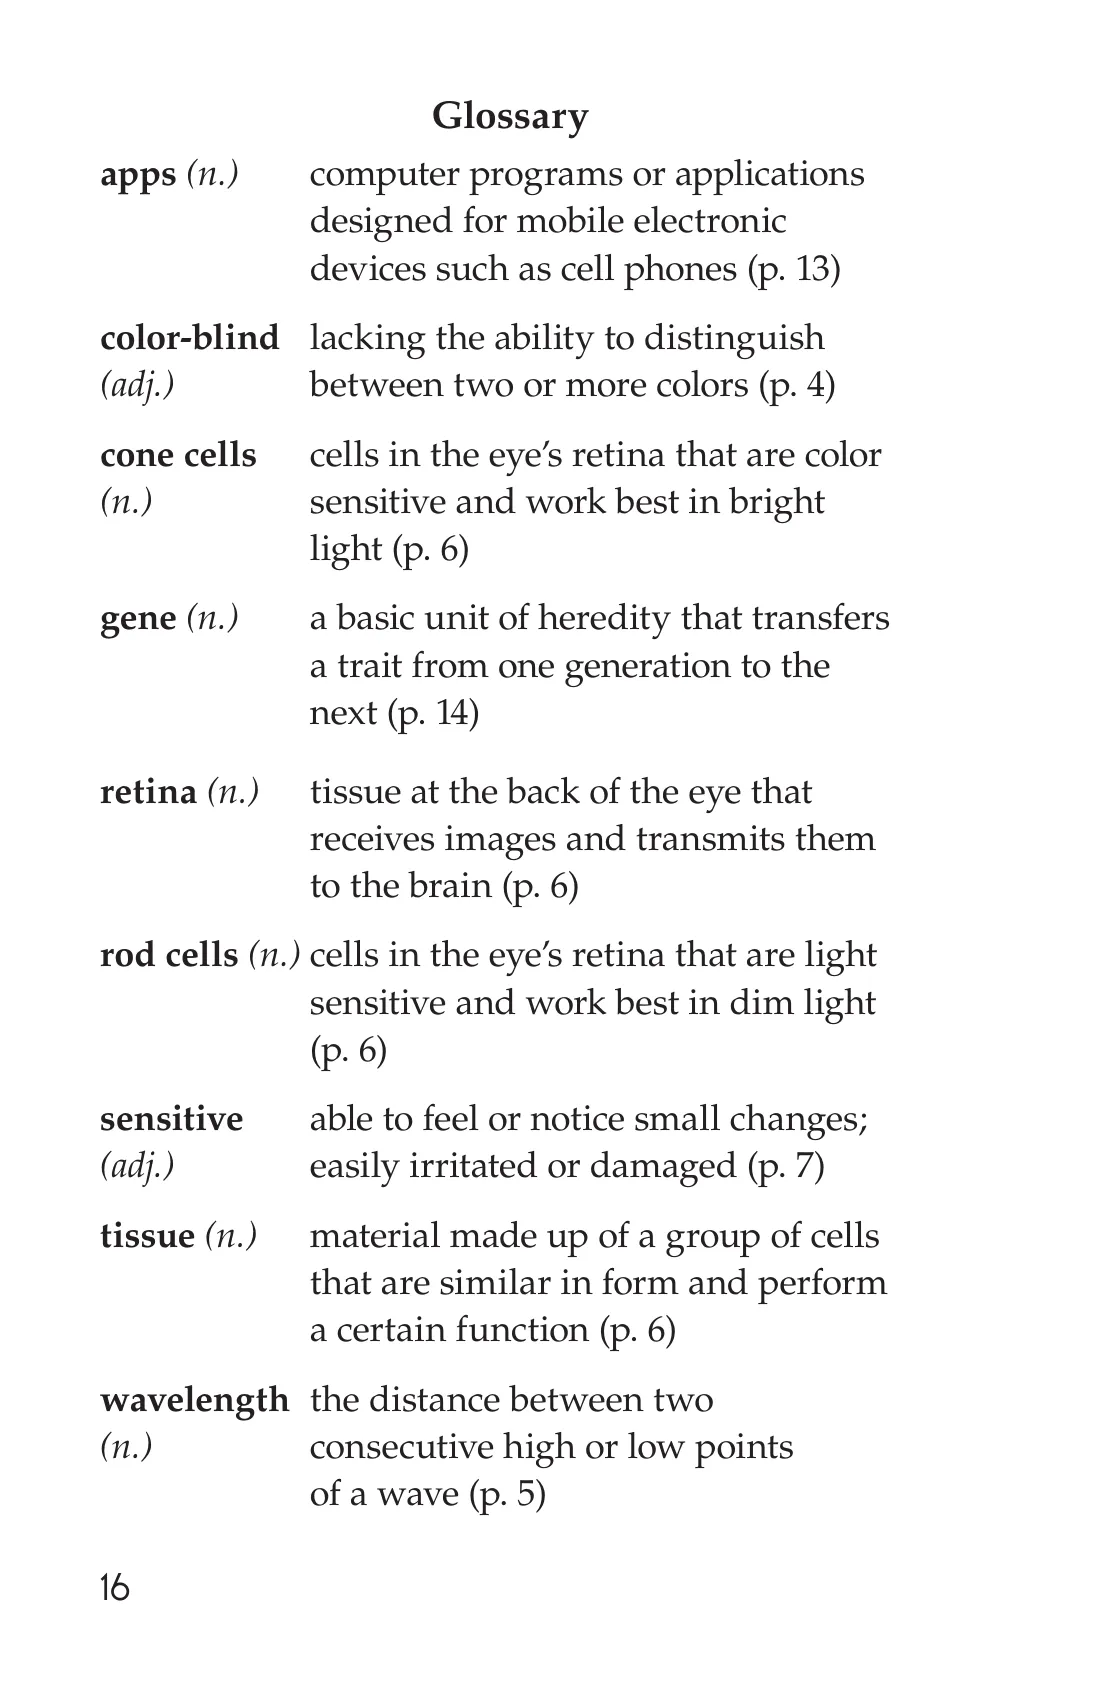 Glossary
apps (n.) computer programs or applications
designed for mobile electronic
devices such as cell phones (p. 13)
color-blind lacking the ability to distinguish
(adj.) between two or more colors (p. 4)
cone cells cells in the eye’s retina that are color
(n.) sensitive and work best in bright
light (p. 6)
gene (n.) a basic unit of heredity that transfers
a trait from one generation to the
next (p. 14)
retina (n.) tissue at the back of the eye that
receives images and transmits them
to the brain (p. 6)
rod cells (n.) cells in the eye’s retina that are light
sensitive and work best in dim light
(p. 6)
sensitive able to feel or notice small changes;
(adj.) easily irritated or damaged (p. 7)
tissue (n.) material made up of a group of cells
that are similar in form and perform
a certain function (p. 6)
wavelength the distance between two
(n.) consecutive high or low points
of a wave (p. 5)
16